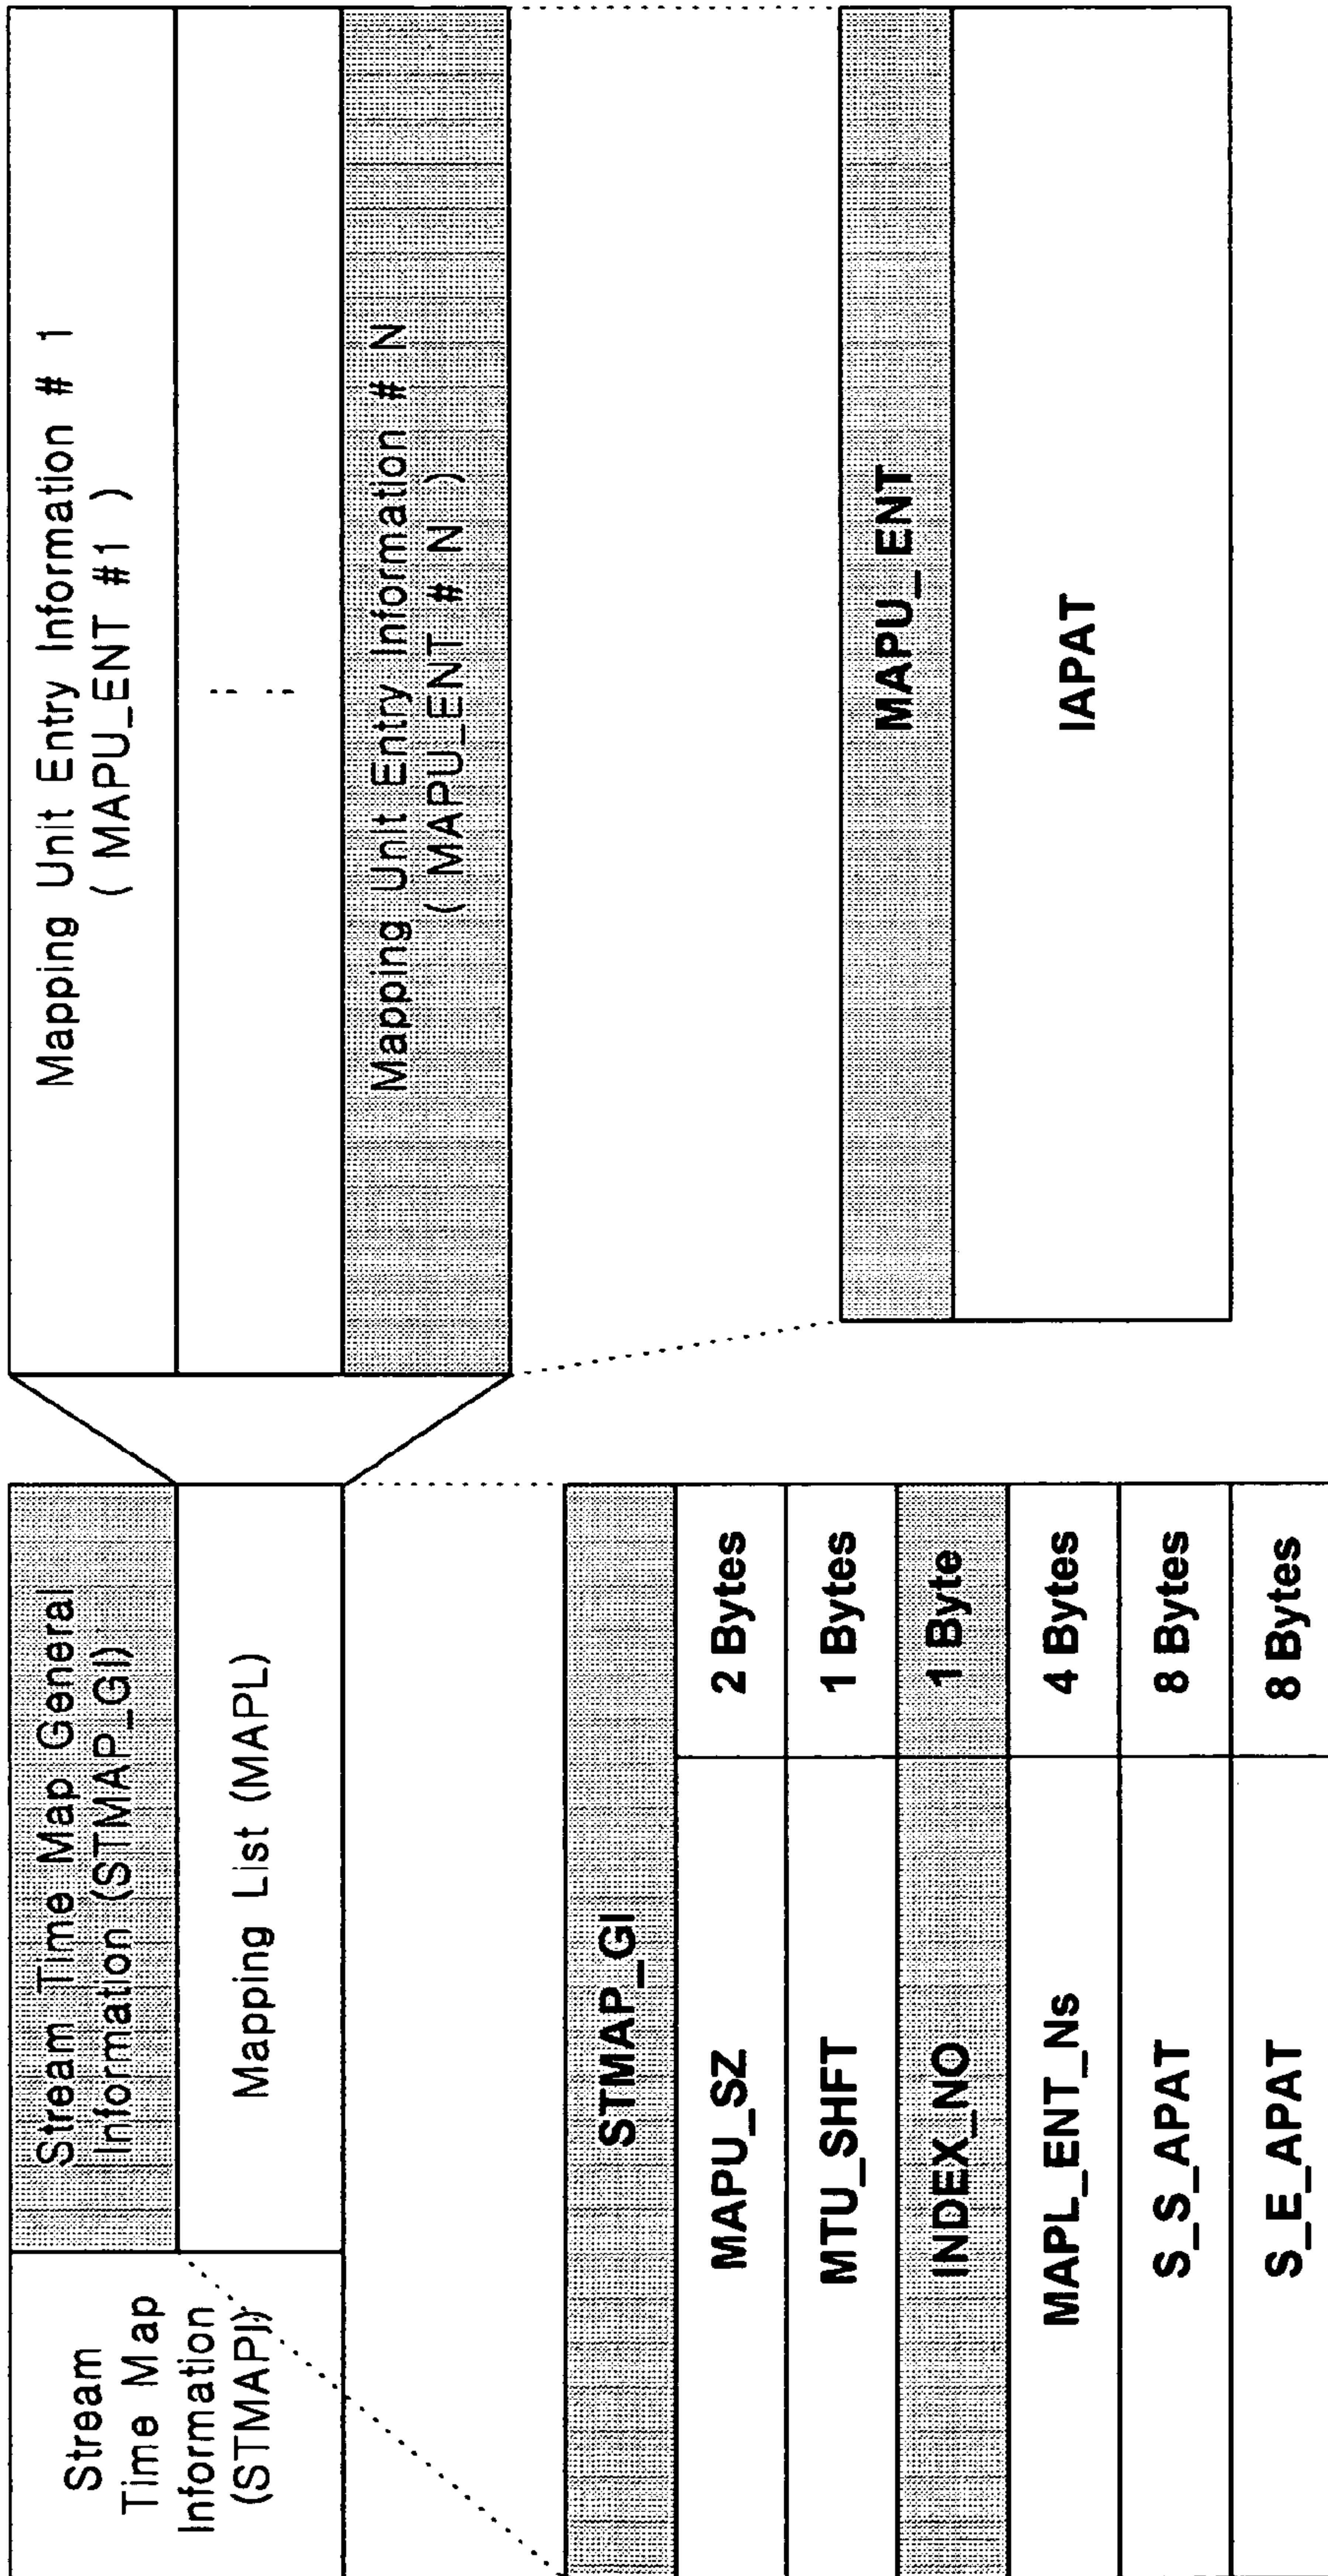 Stream
Time Map
Information
(STMAPI)
Stream Time Map General
Information (STMAP_GI)
Mapping List (MAPL)
Mapping Unit Entry Information # 1
( MAPU_ENT #1 )
Mapping Unit Entry Information # N
( MAPU_ENT # N )
STMAP_GI
MAPU_SZ 2 Bytes
MTU_SHFT 1 Bytes
INDEX_NO 1 Byte
MAPL_ENT_Ns 4 Bytes
S_S_APAT 8 Bytes
S_E_APAT 8 Bytes
MAPU_ENT
IAPAT